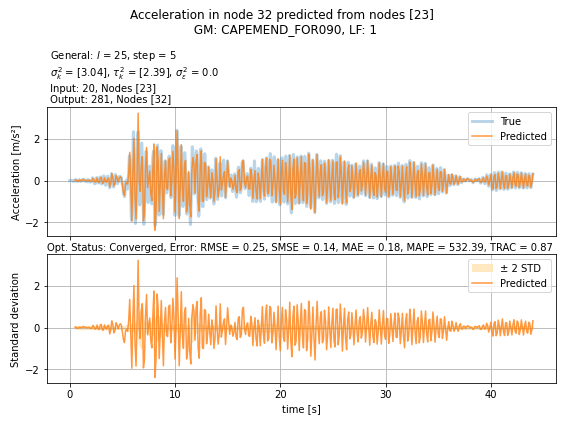 Acceleration in node 32 predicted from nodes [23]
GM: CAPEMEND_FOR090, LF: 1
General: l = 25, step = 5
σ²ₖ = [3.04], τ²ₖ = [2.39], σ²ε = 0.0
Input: 20, Nodes [23]
Output: 281, Nodes [32]
True
Predicted
2
0
−2
Acceleration [m/s²]
Opt. Status: Converged, Error: RMSE = 0.25, SMSE = 0.14, MAE = 0.18, MAPE = 532.39, TRAC = 0.87
± 2 STD
Predicted
2
0
−2
Standard deviation
0 10 20 30 40
time [s]